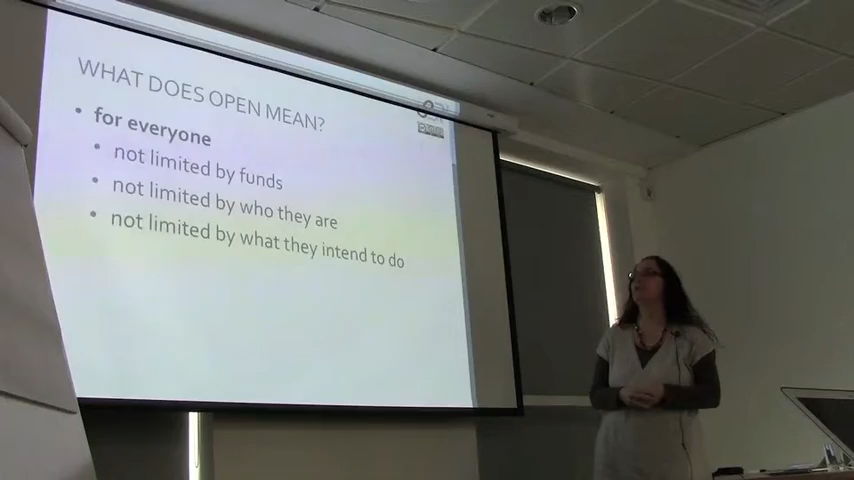 WHAT DOES OPEN MEAN?
• for everyone
• not limited by funds
• not limited by who they are
• not limited by what they intend to do